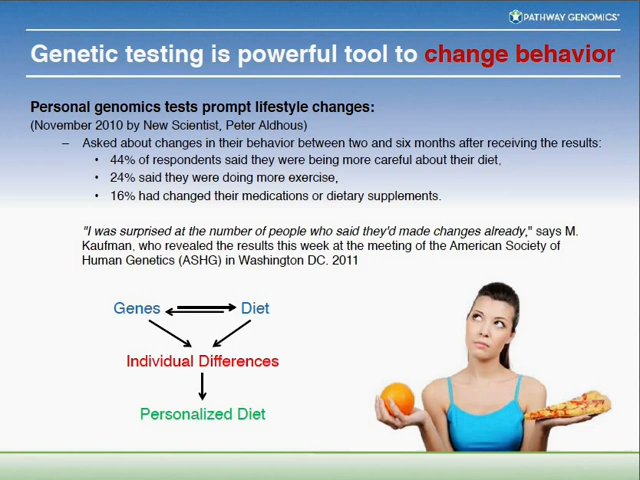 PATHWAY GENOMICS
Genetic testing is powerful tool to change behavior
Personal genomics tests prompt lifestyle changes:
(November 2010 by New Scientist, Peter Aldhous)
– Asked about changes in their behavior between two and six months after receiving the results:
• 44% of respondents said they were being more careful about their diet,
• 24% said they were doing more exercise,
• 16% had changed their medications or dietary supplements.
"I was surprised at the number of people who said they'd made changes already," says M.
Kaufman, who revealed the results this week at the meeting of the American Society of
Human Genetics (ASHG) in Washington DC. 2011
Genes Diet
Individual Differences
Personalized Diet